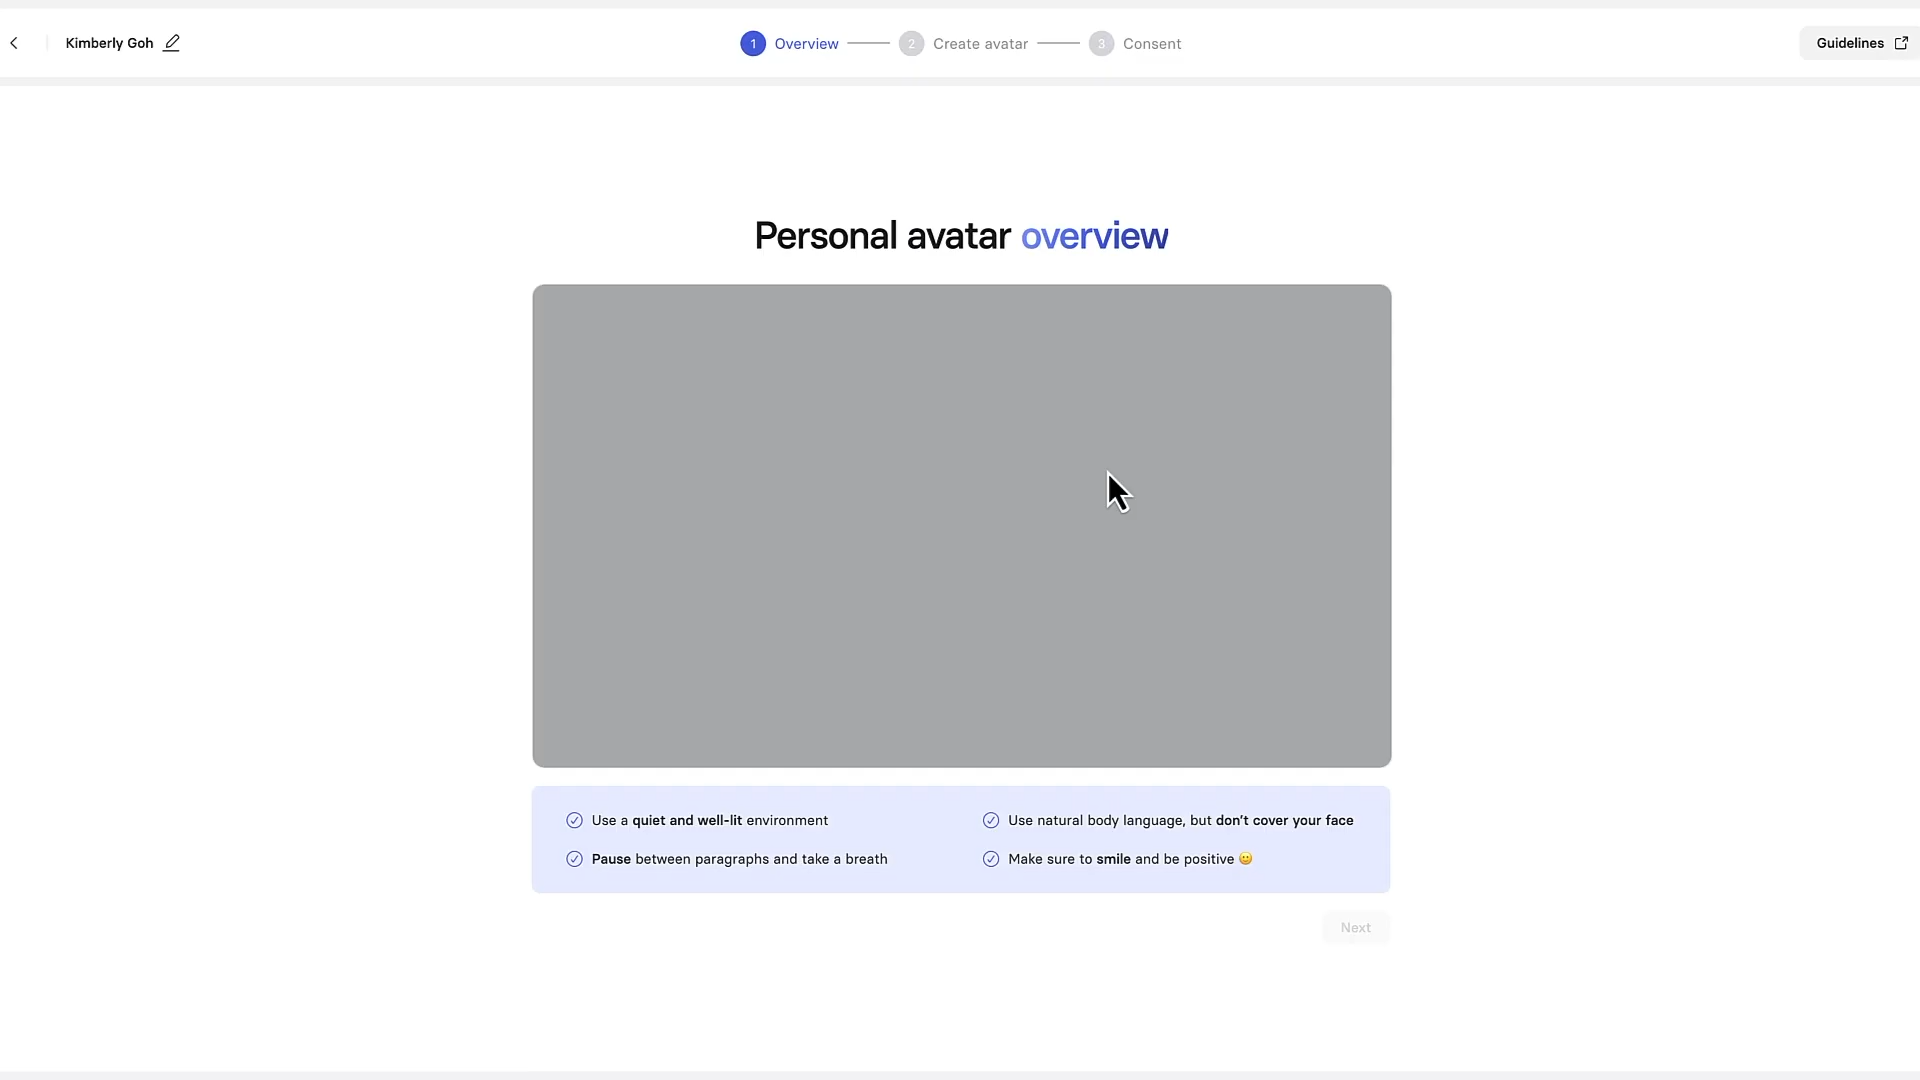 Kimberly Goh
1 Overview 2 Create avatar 3 Consent
Guidelines
Personal avatar overview
Use a quiet and well-lit environment
Use natural body language, but don't cover your face
Pause between paragraphs and take a breath
Make sure to smile and be positive 🙂
Next